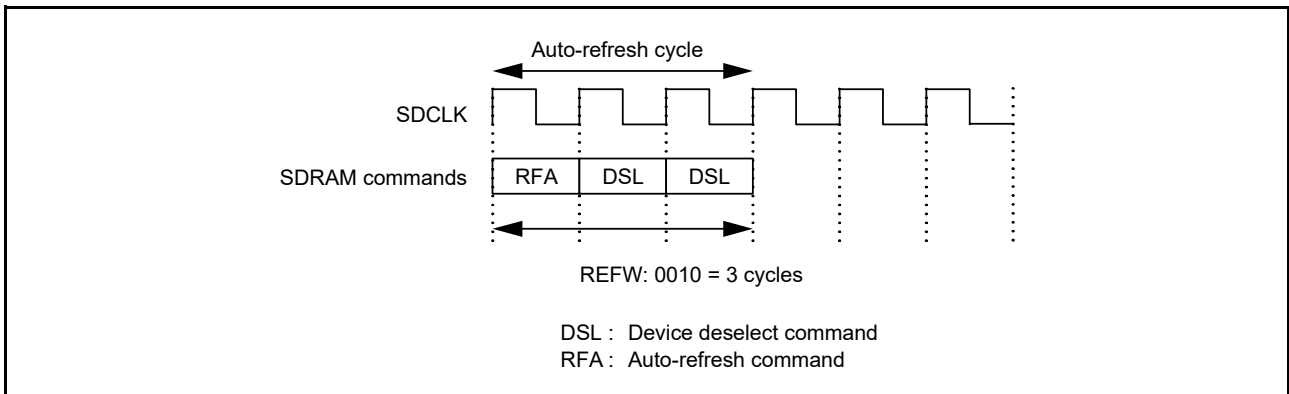 Auto-refresh cycle
SDCLK
SDRAM commands RFA DSL DSL
REFW: 0010 = 3 cycles
DSL : Device deselect command
RFA : Auto-refresh command